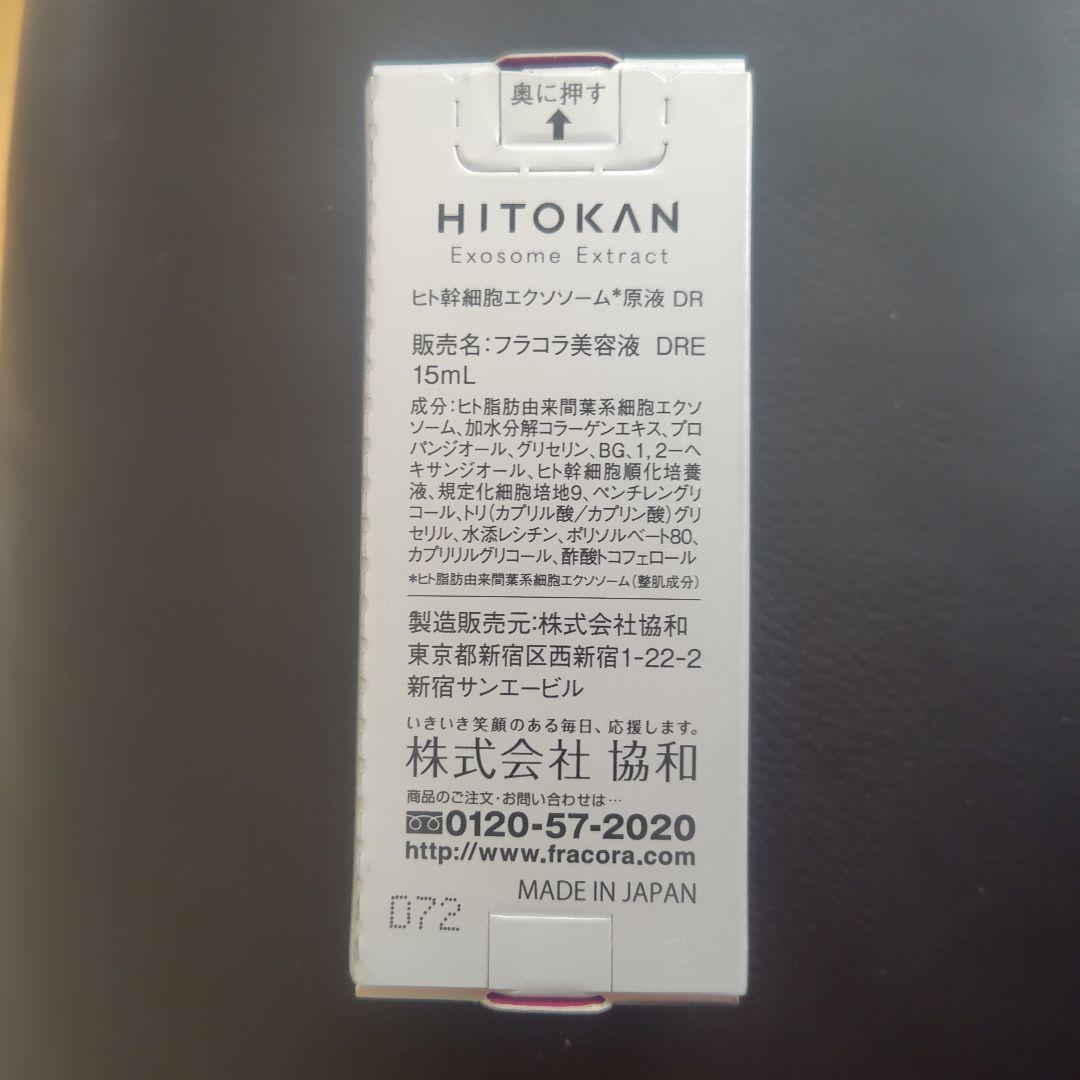 奥に押す
HITOKAN
Exosome Extract
ヒト幹細胞エクソソーム*原液 DR
販売名:フラコラ美容液 DRE
15mL
成分:ヒト脂肪由来間葉系細胞エクソ
ソーム、加水分解コラーゲンエキス、プロ
パンジオール、グリセリン、BG、1,2ーヘ
キサンジオール、ヒト幹細胞順化培養
液、規定化細胞培地9、ペンチレングリ
コール、トリ(カプリル酸/カプリン酸)グリ
セリル、水添レシチン、ポリソルベート80、
カプリリルグリコール、酢酸トコフェロール
*ヒト脂肪由来間葉系細胞エクソソーム(整肌成分)
製造販売元:株式会社協和
東京都新宿区西新宿1-22-2
新宿サンエービル
いきいき笑顔のある毎日、応援します。
株式会社 協和
商品のご注文・お問い合わせは…
0120-57-2020
http://www.fracora.com
MADE IN JAPAN
D72